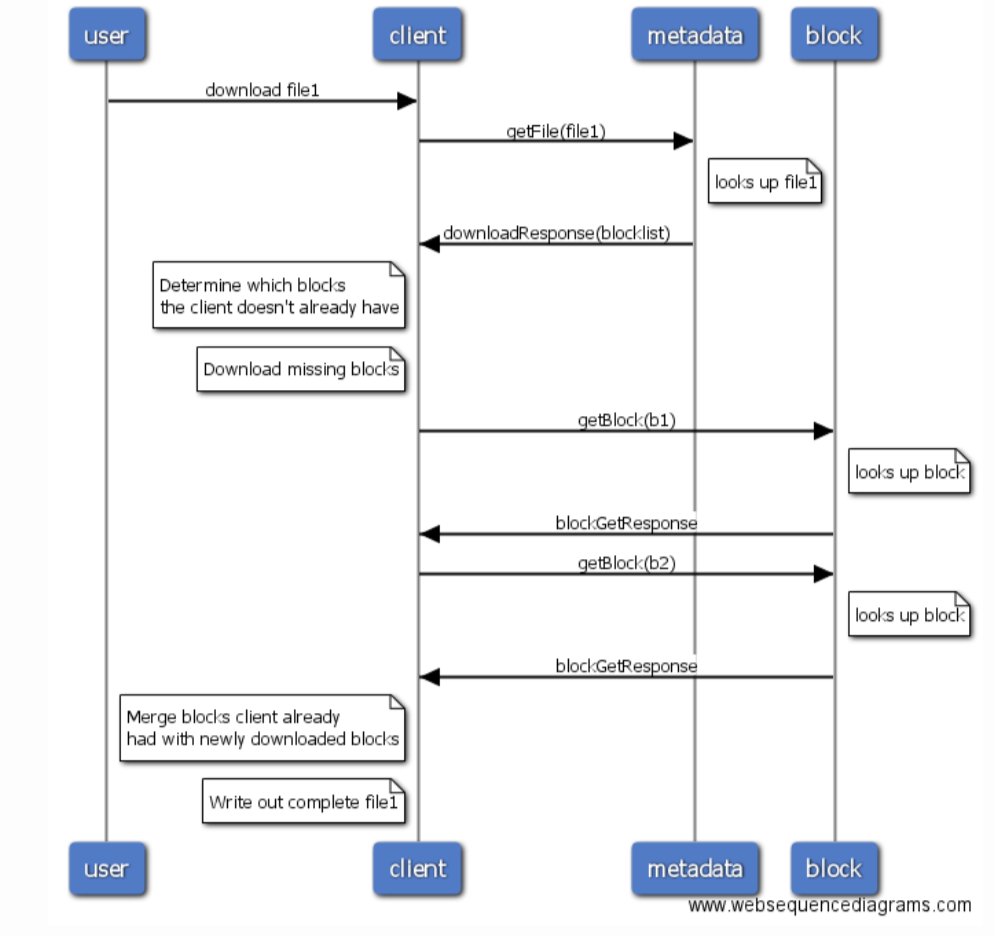 user
client
metadata
block
download file1
getFile(file1)
looks up file1
downloadResponse(blocklist)
Determine which blocks
the client doesn't already have
Download missing blocks
getBlock(b1)
looks up block
blockGetResponse
getBlock(b2)
looks up block
blockGetResponse
Merge blocks client already
had with newly downloaded blocks
Write out complete file1
user
client
metadata
block
www.websequencediagrams.com